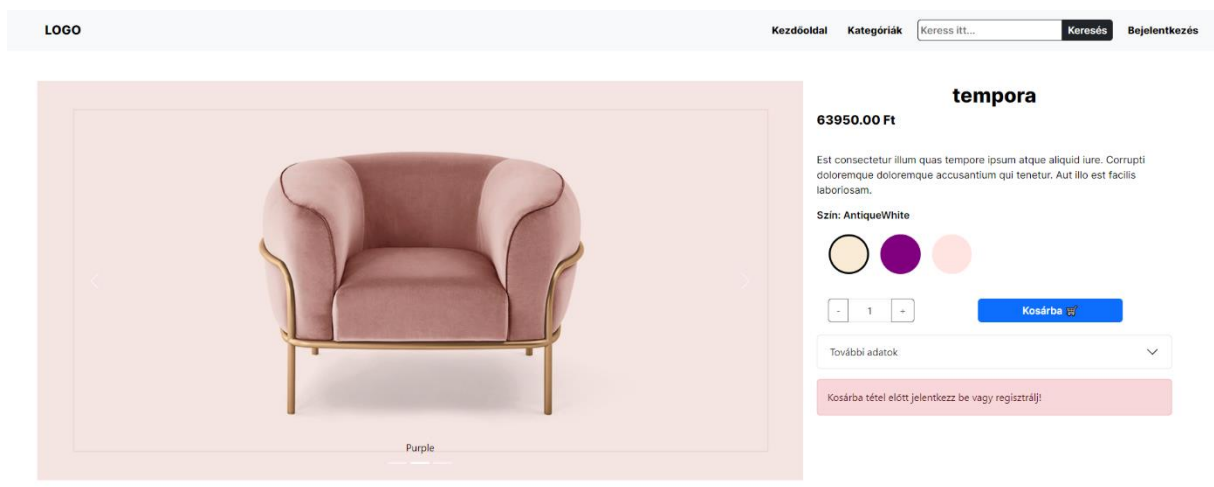 LOGO
Kezdőoldal Kategóriák Keress itt... Keresés Bejelentkezés
tempora
63950.00 Ft
Est consectetur illum quas tempore ipsum atque aliquid iure. Corrupti
doloremque doloremque accusantium qui tenetur. Aut illo est facilis
laboriosam.
Szín: AntiqueWhite
- 1 +
Kosárba
További adatok
Kosárba tétel előtt jelentkezz be vagy regisztrálj!
Purple